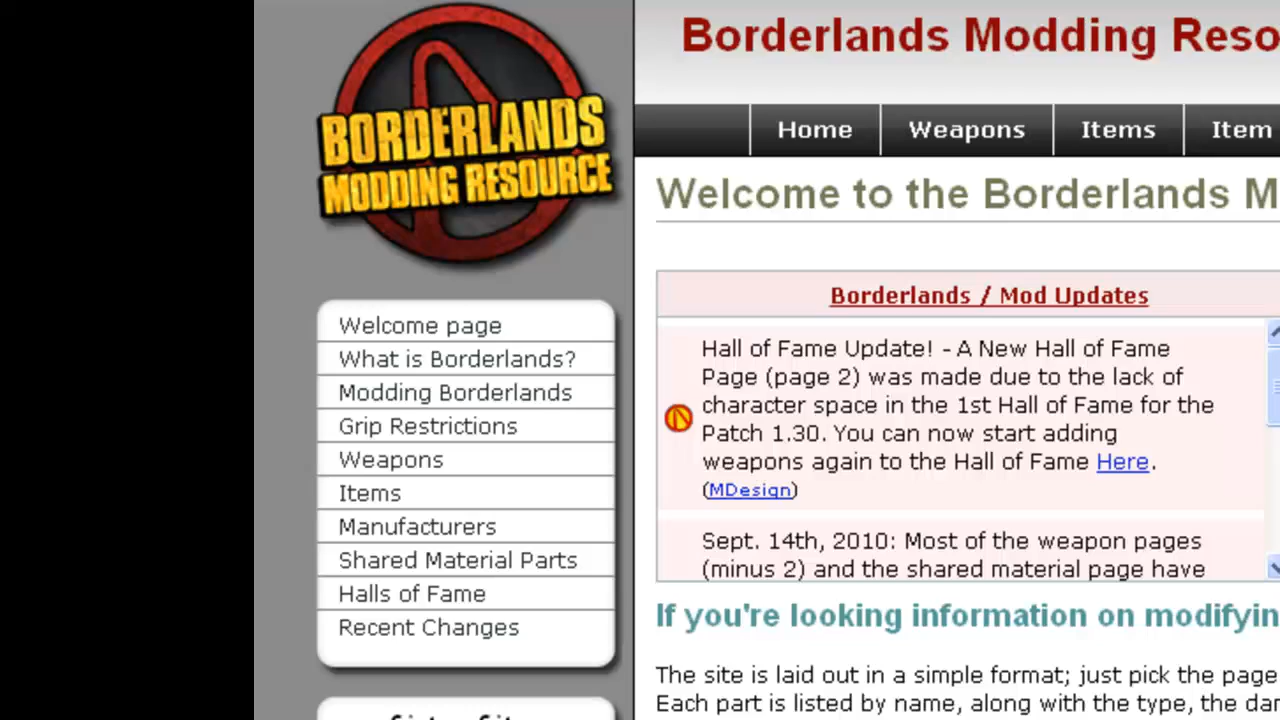 BORDERLANDS
MODDING RESOURCE
Welcome page
What is Borderlands?
Modding Borderlands
Grip Restrictions
Weapons
Items
Manufacturers
Shared Material Parts
Halls of Fame
Recent Changes
Borderlands Modding Reso
Home Weapons Items Item
Welcome to the Borderlands M
Borderlands / Mod Updates
Hall of Fame Update! - A New Hall of Fame
Page (page 2) was made due to the lack of
character space in the 1st Hall of Fame for the
Patch 1.30. You can now start adding
weapons again to the Hall of Fame Here.
(MDesign)
Sept. 14th, 2010: Most of the weapon pages
(minus 2) and the shared material page have
If you're looking information on modifyin
The site is laid out in a simple format; just pick the page
Each part is listed by name, along with the type, the dar